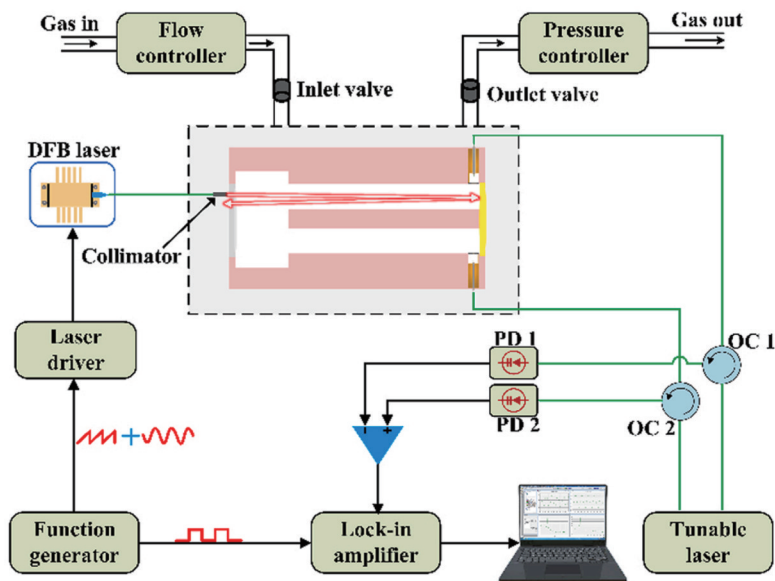 Gas in
Flow
controller
Pressure
controller
Gas out
Inlet valve
Outlet valve
DFB laser
Collimator
Laser
driver
PD 1
OC 1
PD 2
OC 2
- +
+
Function
generator
Lock-in
amplifier
Tunable
laser